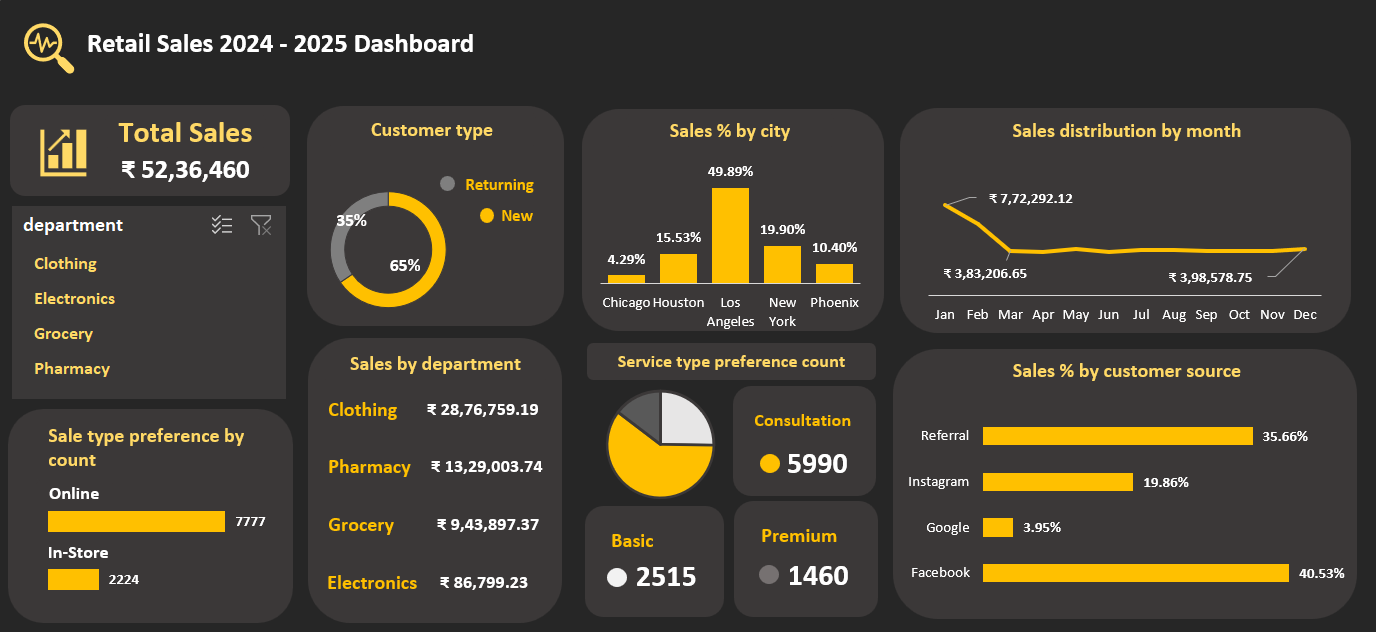 Retail Sales 2024 - 2025 Dashboard
Total Sales
₹ 52,36,460
department
Clothing
Electronics
Grocery
Pharmacy
Sale type preference by
count
Online
7777
In-Store
2224
Customer type
Returning
New
35%
65%
Sales by department
Clothing ₹ 28,76,759.19
Pharmacy ₹ 13,29,003.74
Grocery ₹ 9,43,897.37
Electronics ₹ 86,799.23
Sales % by city
49.89%
19.90%
15.53%
10.40%
4.29%
Chicago Houston Los New Phoenix
Angeles York
Service type preference count
Consultation
5990
Basic
2515
Premium
1460
Sales distribution by month
₹ 7,72,292.12
₹ 3,83,206.65
₹ 3,98,578.75
Jan Feb Mar Apr May Jun Jul Aug Sep Oct Nov Dec
Sales % by customer source
Referral 35.66%
Instagram 19.86%
Google 3.95%
Facebook 40.53%